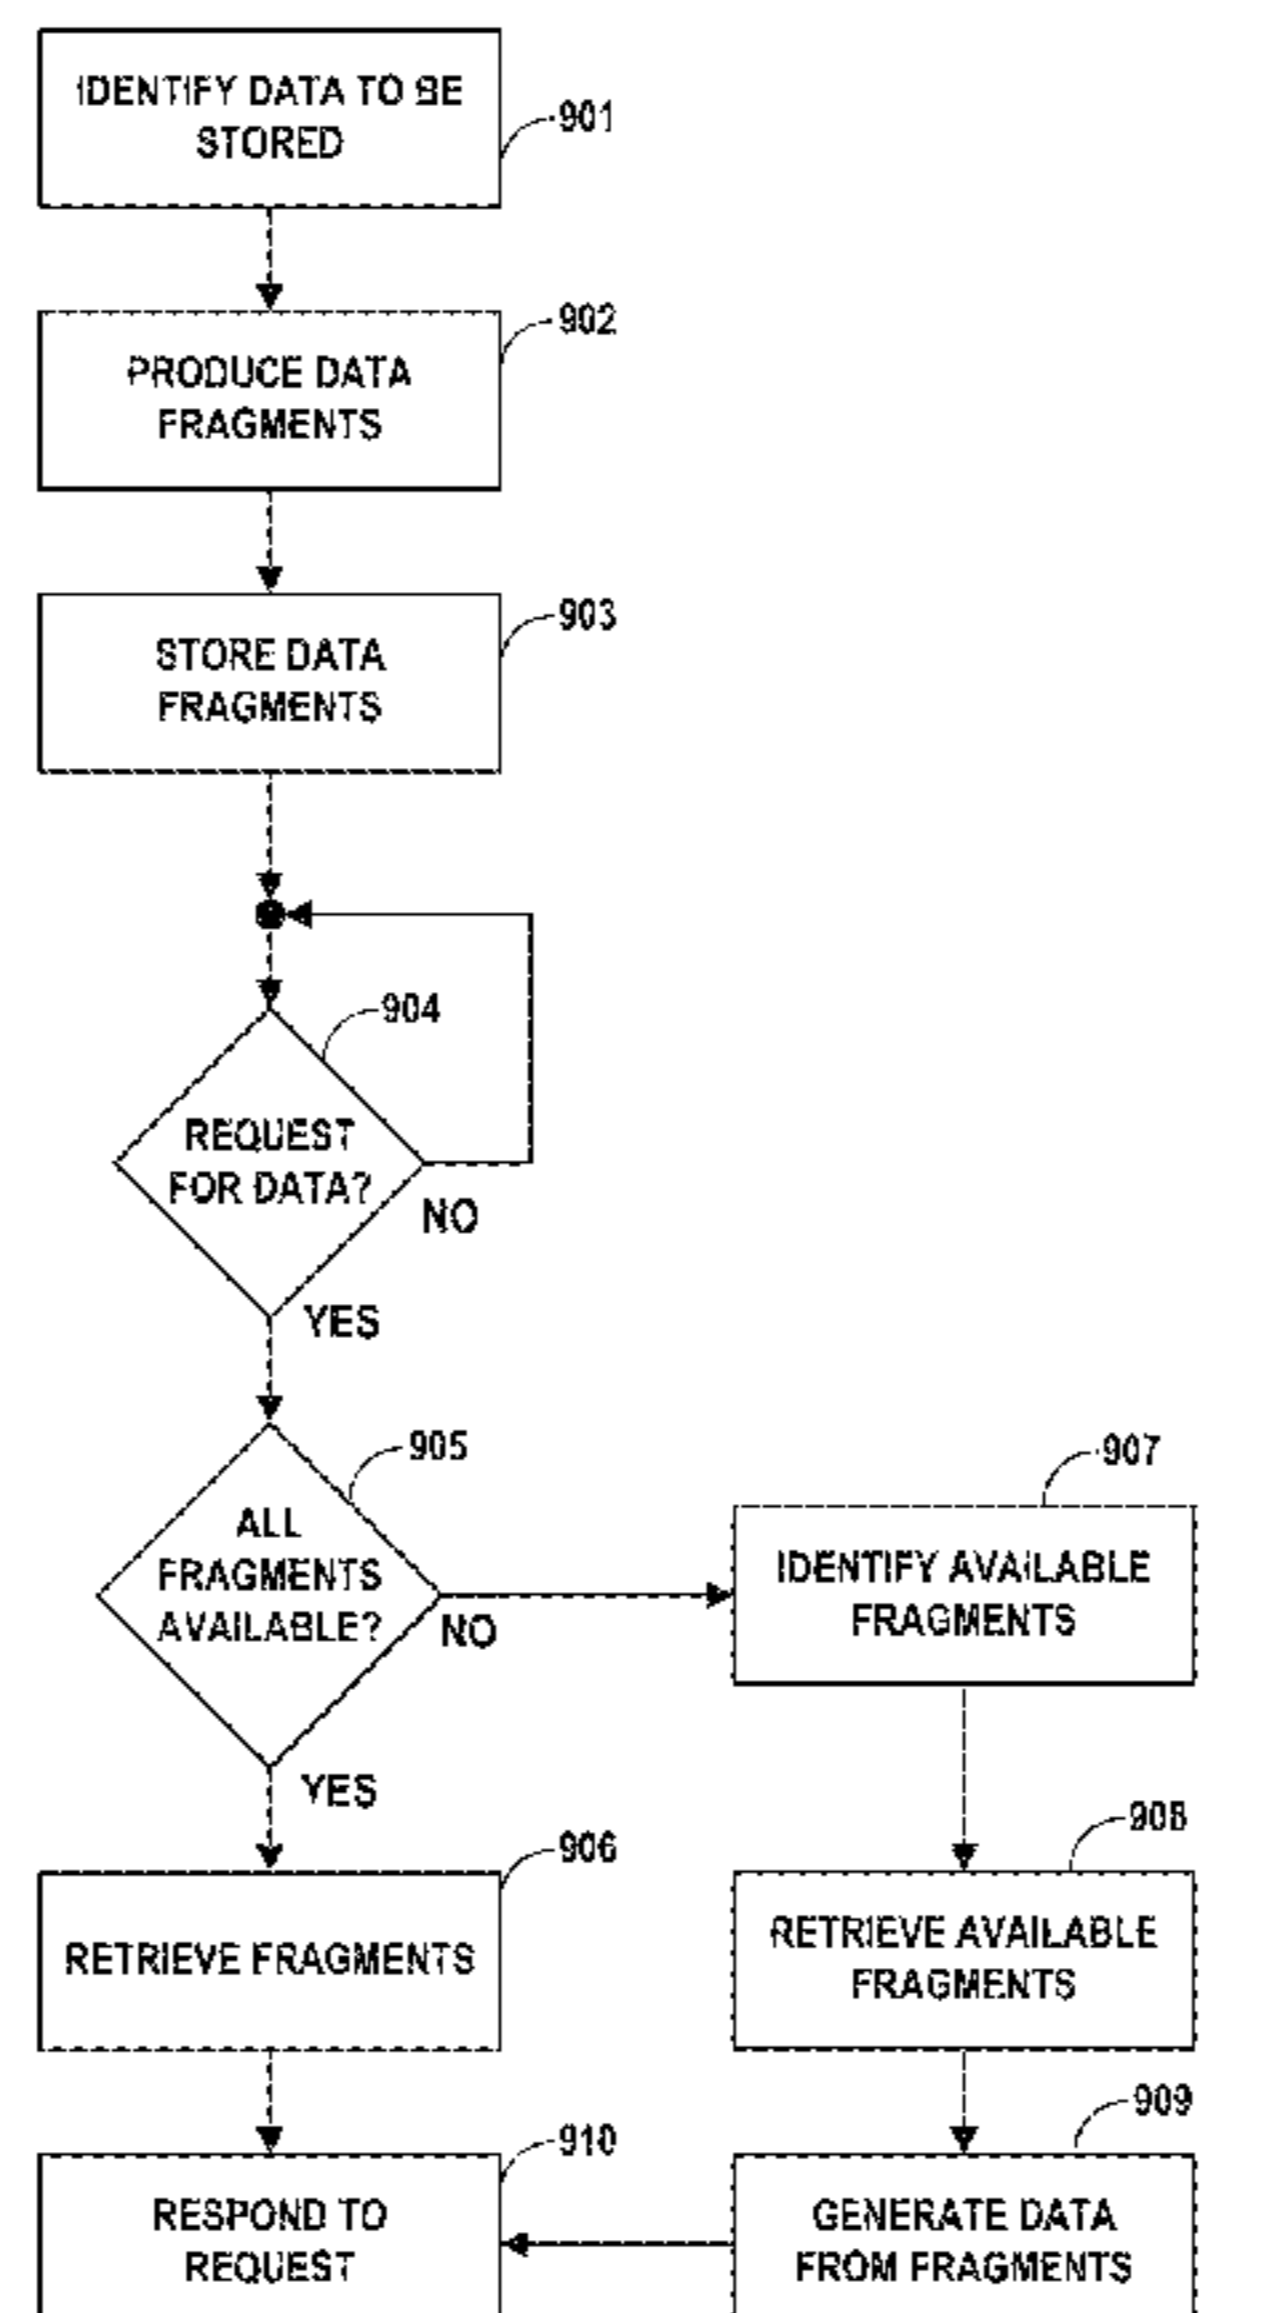 IDENTIFY DATA TO BE
STORED
901
PRODUCE DATA
FRAGMENTS
902
STORE DATA
FRAGMENTS
903
904
REQUEST
FOR DATA?
NO
YES
905
ALL
FRAGMENTS
AVAILABLE?
NO
YES
907
IDENTIFY AVAILABLE
FRAGMENTS
906
RETRIEVE FRAGMENTS
908
RETRIEVE AVAILABLE
FRAGMENTS
910
RESPOND TO
REQUEST
909
GENERATE DATA
FROM FRAGMENTS